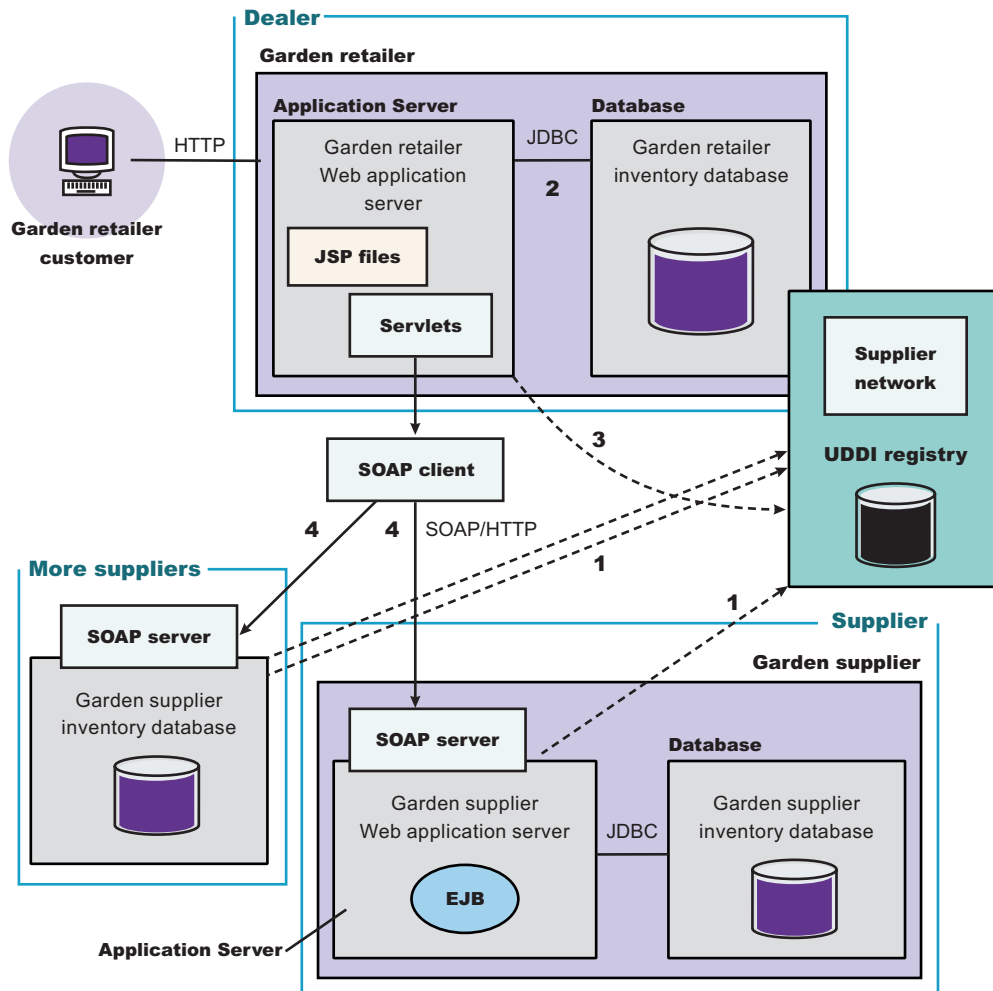 Dealer
Garden retailer
Application Server
Database
Garden retailer
Web application
server
JDBC
2
Garden retailer
inventory database
HTTP
Garden retailer
customer
JSP files
Servlets
Supplier
network
UDDI registry
3
SOAP client
4
4
SOAP/HTTP
1
1
More suppliers
SOAP server
Garden supplier
inventory database
Supplier
Garden supplier
SOAP server
Database
Garden supplier
Web application server
JDBC
Garden supplier
inventory database
EJB
Application Server